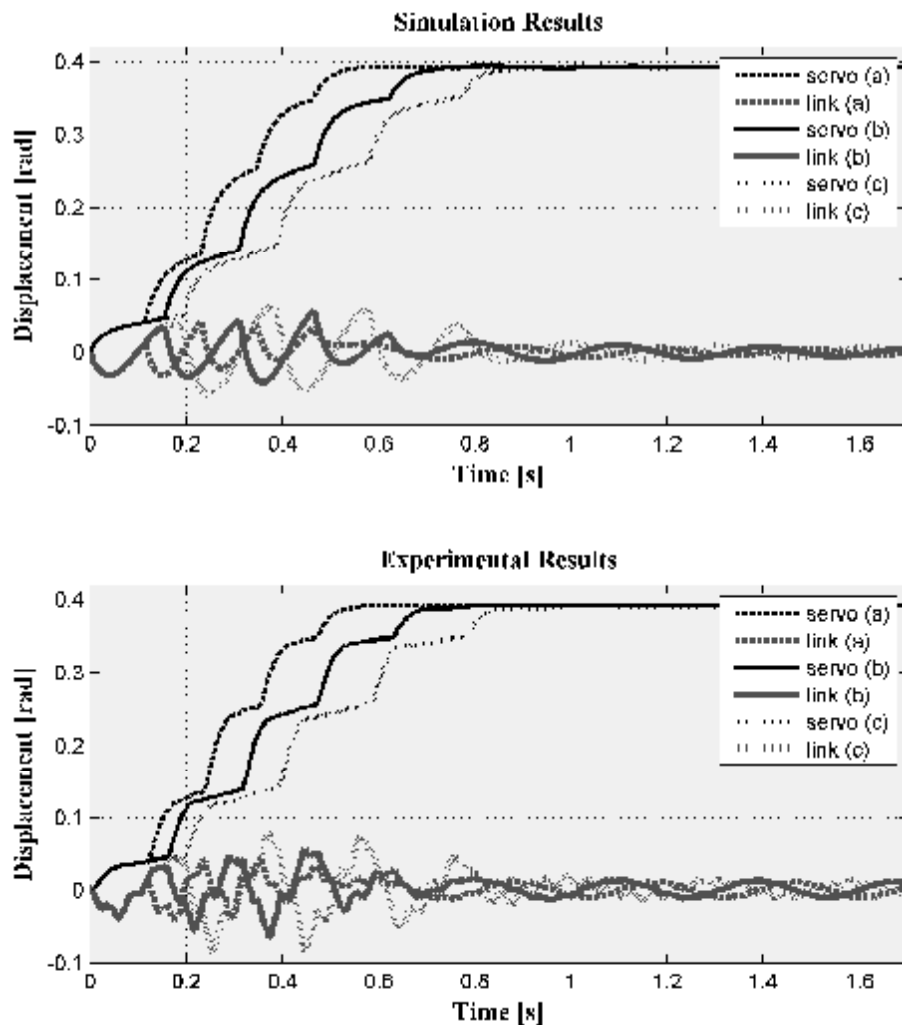 Simulation Results
0.4
0.3
0.2
0.1
0
-0.1
Displacement [rad]
servo (a)
link (a)
servo (b)
link (b)
servo (c)
link (c)
0 0.2 0.4 0.6 0.8 1 1.2 1.4 1.6
Time [s]
Experimental Results
0.4
0.3
0.2
0.1
0
-0.1
Displacement [rad]
servo (a)
link (a)
servo (b)
link (b)
servo (c)
link (c)
0 0.2 0.4 0.6 0.8 1 1.2 1.4 1.6
Time [s]